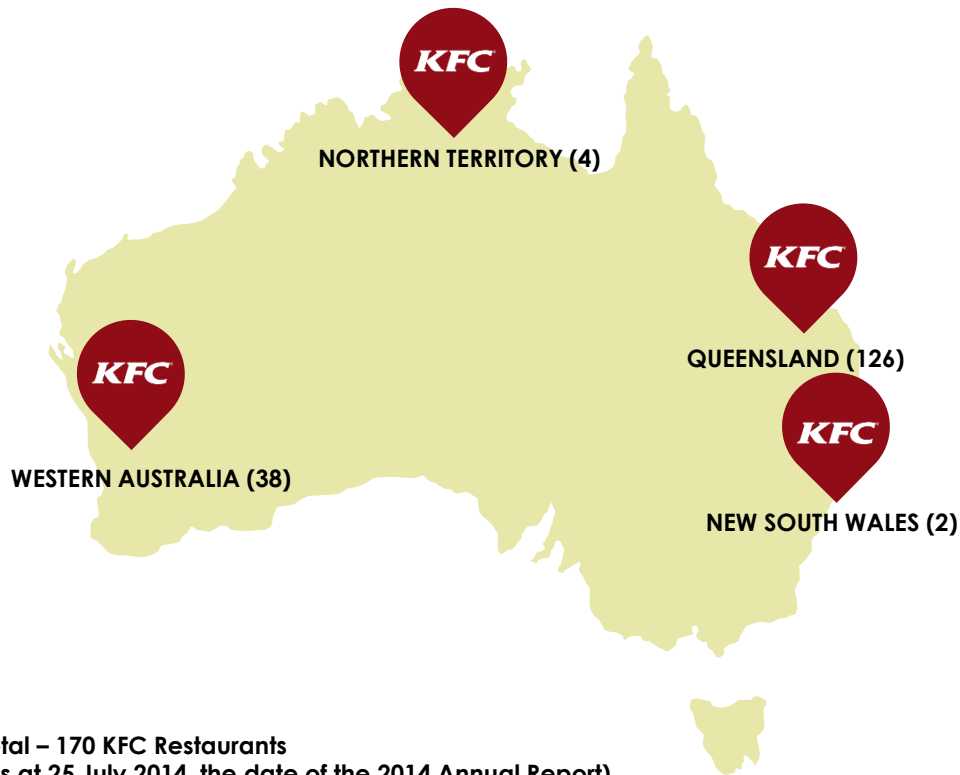 KFC
NORTHERN TERRITORY (4)
KFC
QUEENSLAND (126)
KFC
WESTERN AUSTRALIA (38)
KFC
NEW SOUTH WALES (2)
tal – 170 KFC Restaurants
s at 25 July 2014, the date of the 2014 Annual Report)